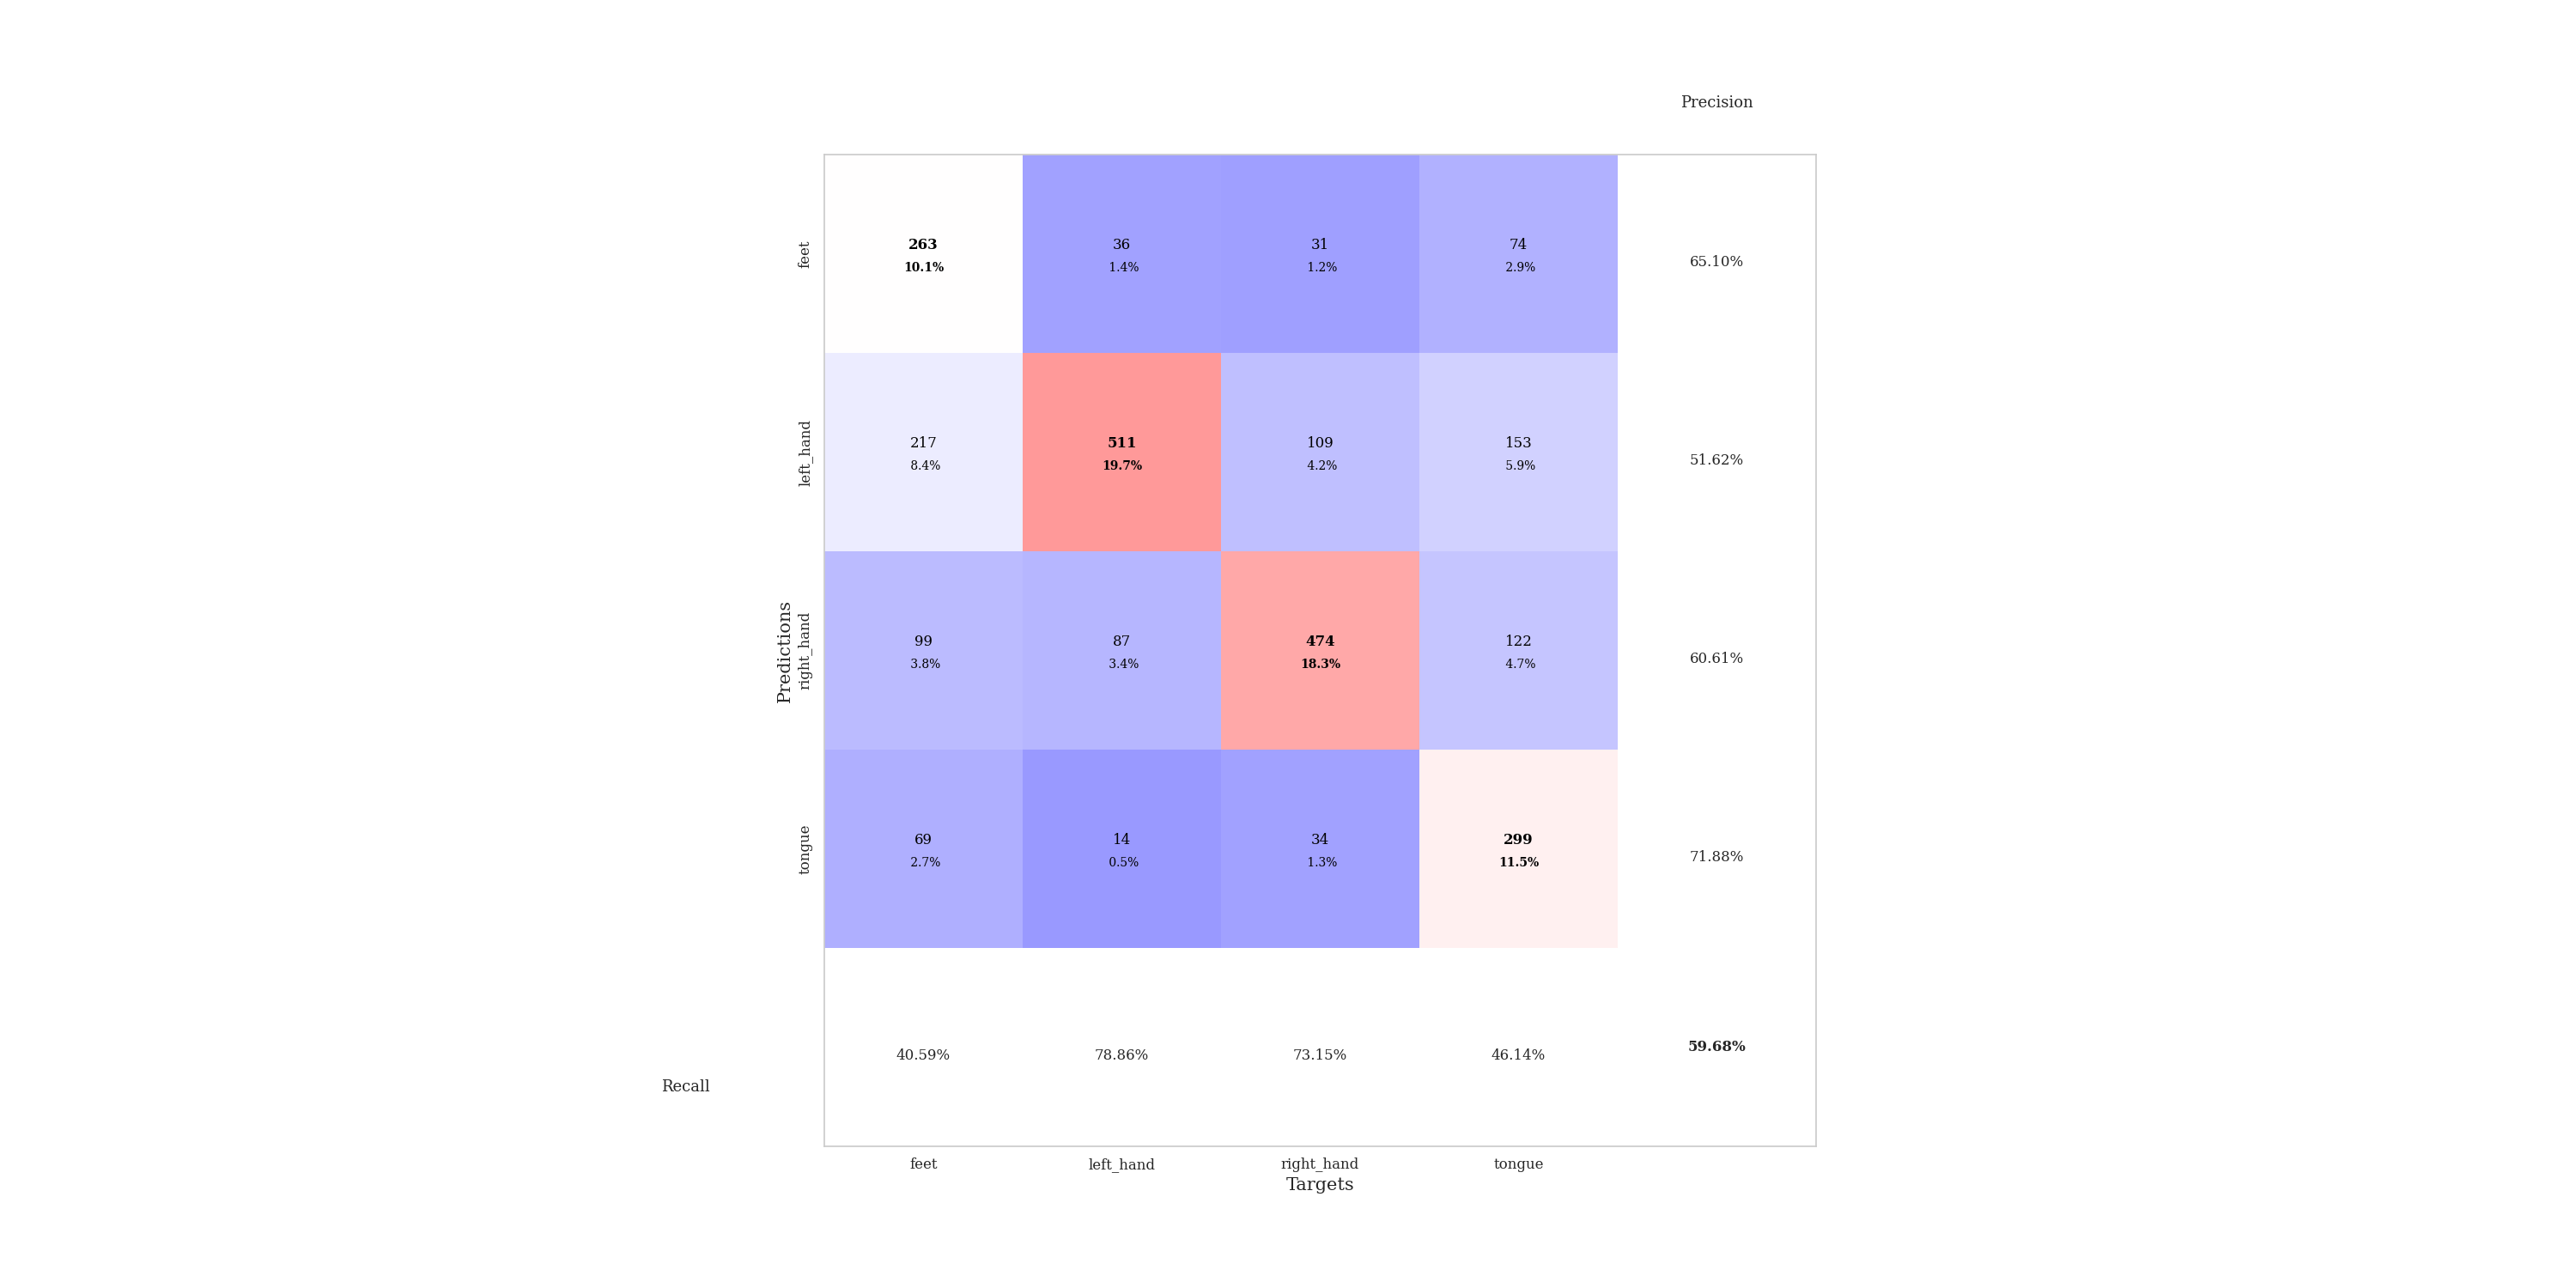 Precision
feet
263 36 31 74 65.10%
10.1% 1.4% 1.2% 2.9%
left_hand
217 511 109 153 51.62%
8.4% 19.7% 4.2% 5.9%
Predictions
right_hand
99 87 474 122 60.61%
3.8% 3.4% 18.3% 4.7%
tongue
69 14 34 299 71.88%
2.7% 0.5% 1.3% 11.5%
40.59% 78.86% 73.15% 46.14% 59.68%
Recall
feet left_hand right_hand tongue
Targets